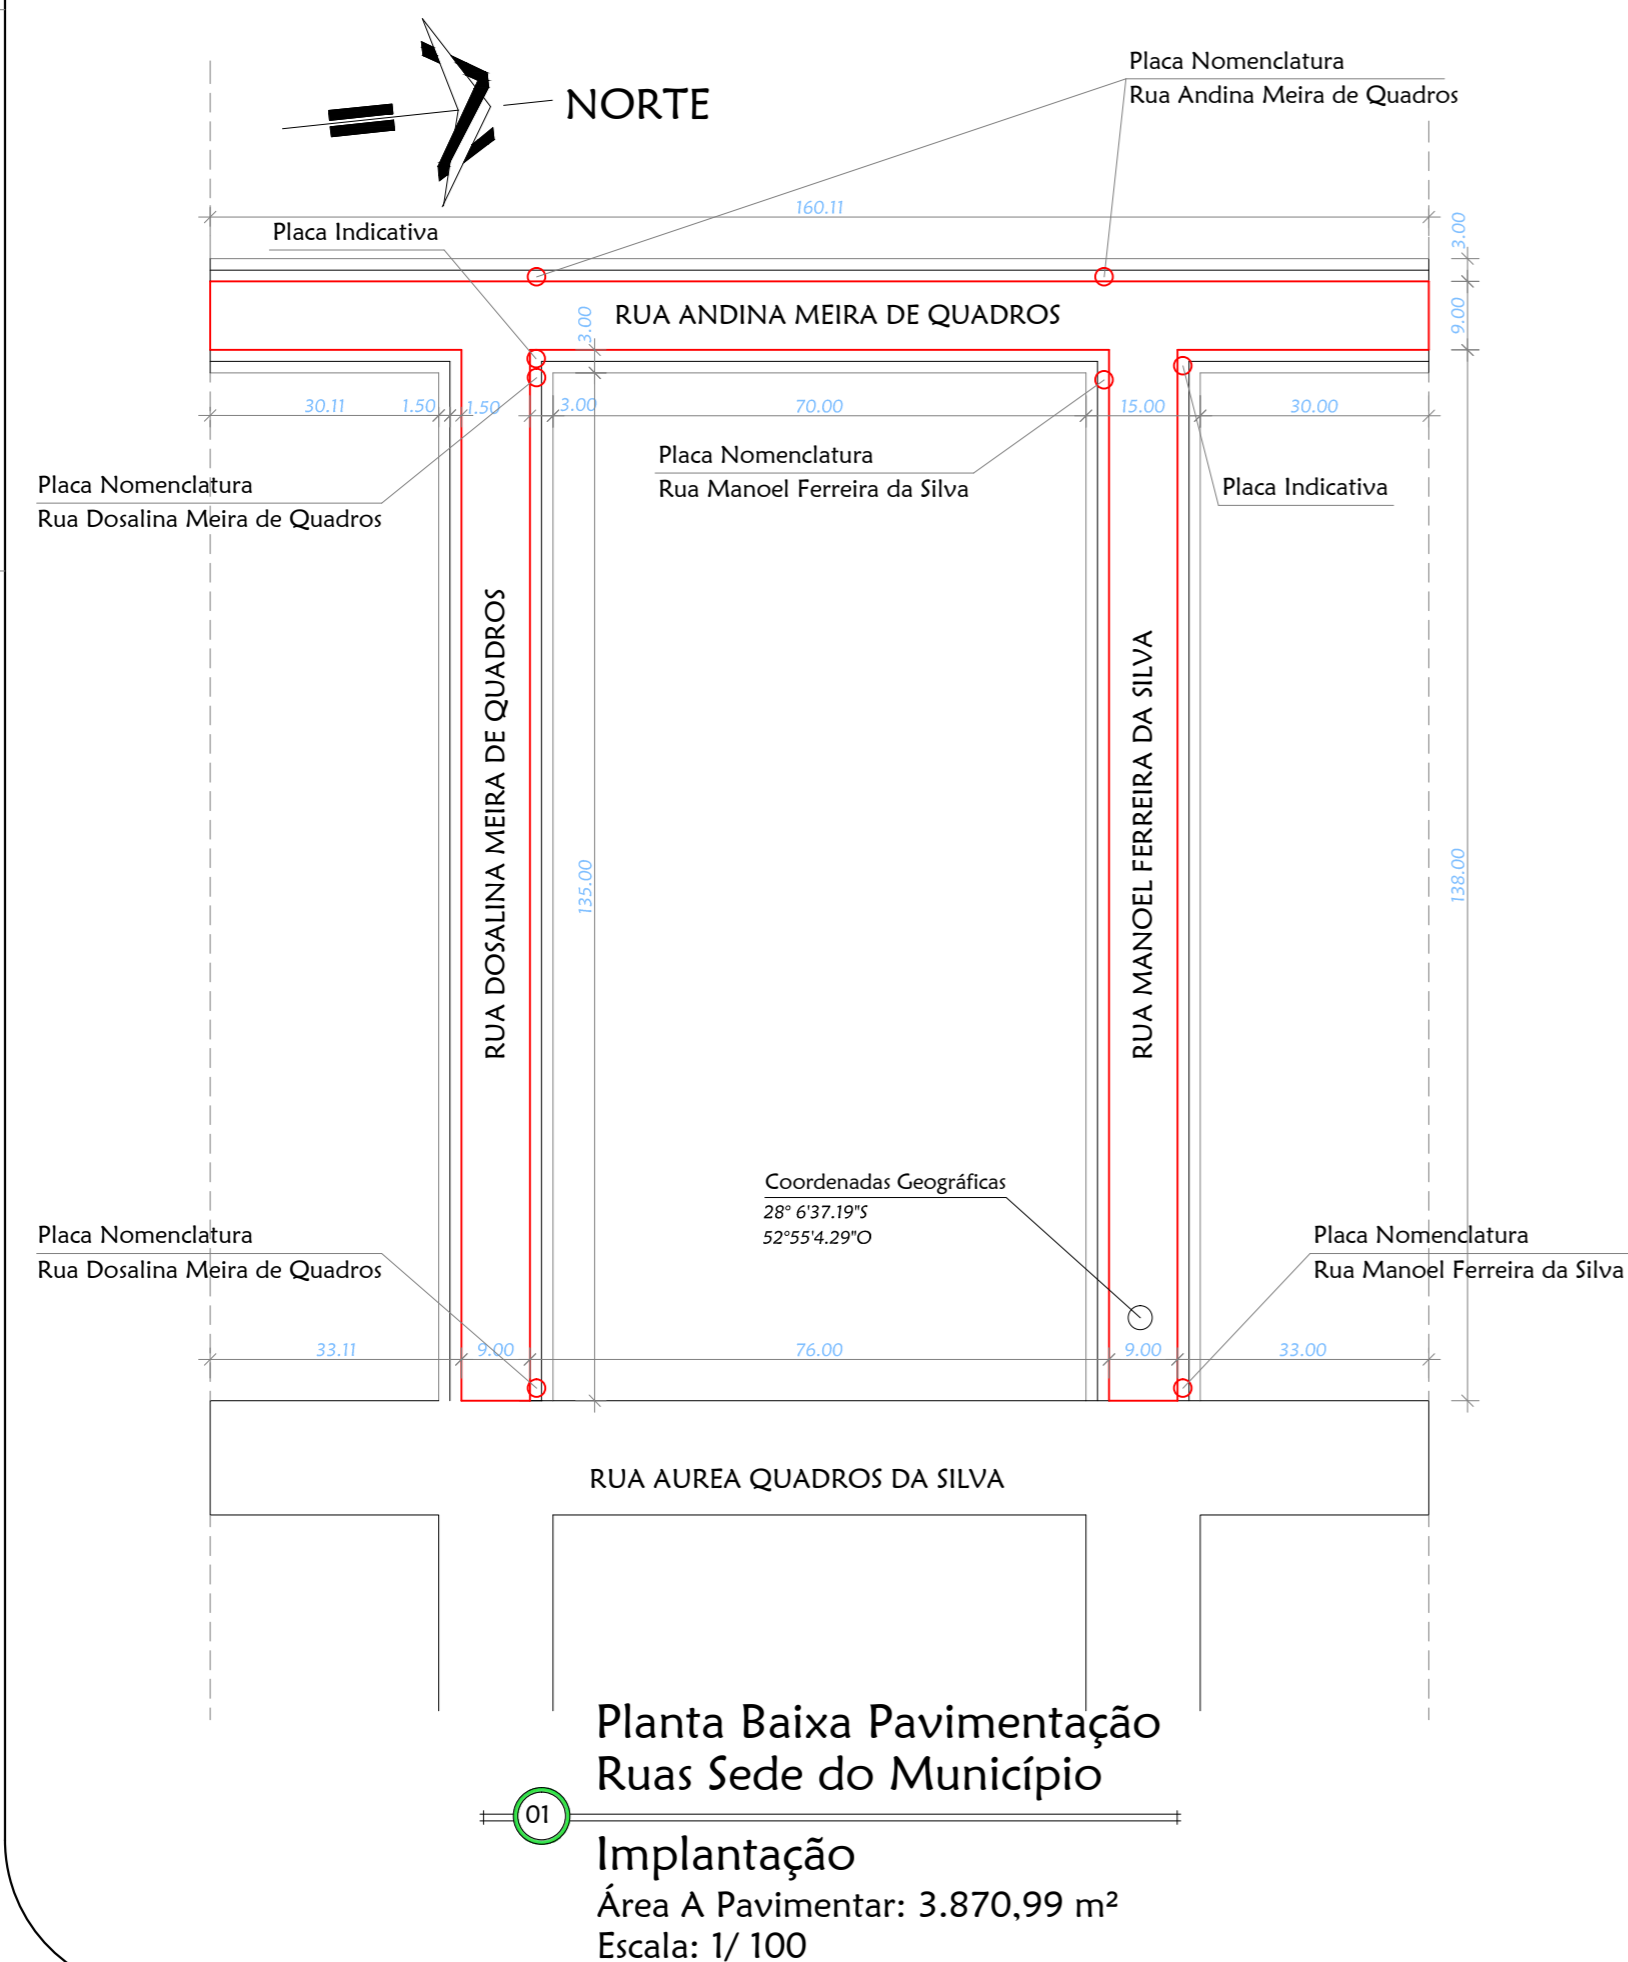 NORTE
Placa Nomenclatura
Rua Andina Meira de Quadros
160.11
3.00
Placa Indicativa
RUA ANDINA MEIRA DE QUADROS
3.00
9.00
30.11
1.50
1.50
3.00
70.00
15.00
30.00
Placa Nomenclatura
Rua Dosalina Meira de Quadros
Placa Nomenclatura
Rua Manoel Ferreira da Silva
Placa Indicativa
RUA DOSALINA MEIRA DE QUADROS
135.00
RUA MANOEL FERREIRA DA SILVA
138.00
Coordenadas Geográficas
28° 6'37.19"S
52°55'4.29"O
Placa Nomenclatura
Rua Dosalina Meira de Quadros
Placa Nomenclatura
Rua Manoel Ferreira da Silva
33.11
9.00
76.00
9.00
33.00
RUA AUREA QUADROS DA SILVA
Planta Baixa Pavimentação
Ruas Sede do Município
01
Implantação
Área A Pavimentar: 3.870,99 m²
Escala: 1/ 100